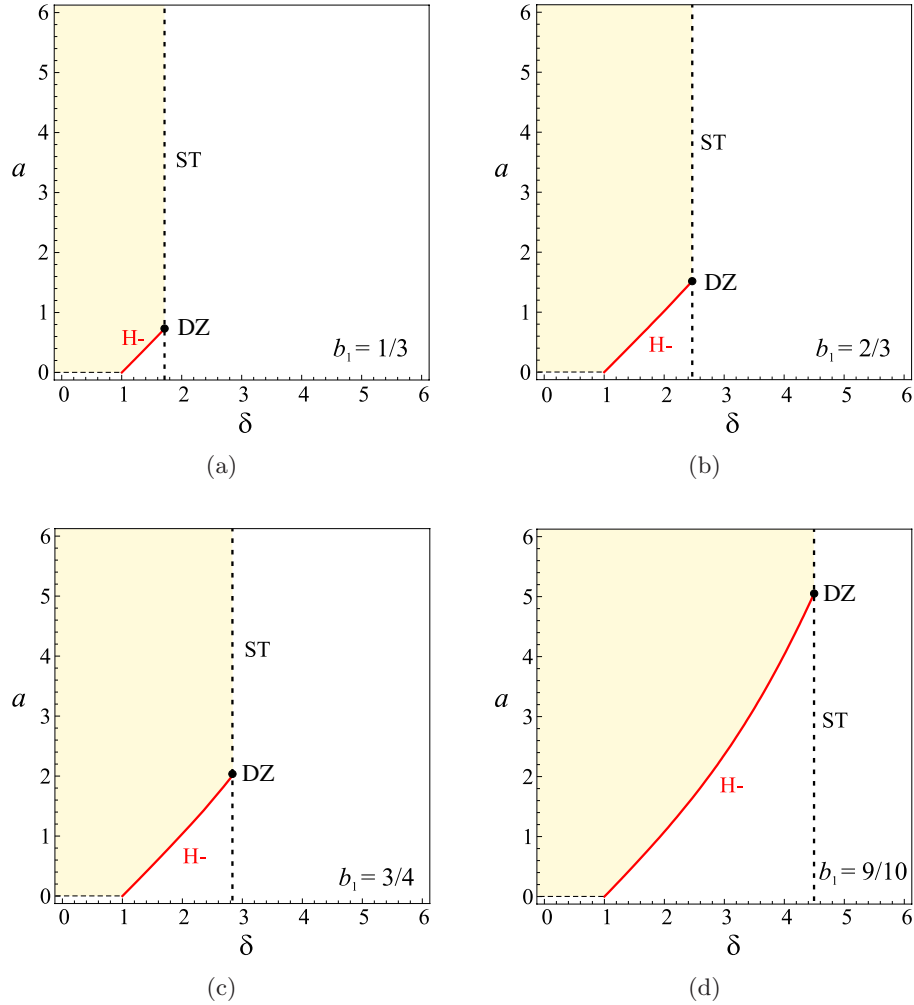 6
5
4
a
3
2
1
0
ST
DZ
H-
b₁ = 1/3
0 1 2 3 4 5 6
δ
(a)
6
5
4
a
3
2
1
0
ST
DZ
H-
b₁ = 2/3
0 1 2 3 4 5 6
δ
(b)
6
5
4
a
3
2
1
0
ST
DZ
H-
b₁ = 3/4
0 1 2 3 4 5 6
δ
(c)
6
5
4
a
3
2
1
0
DZ
ST
H-
b₁ = 9/10
0 1 2 3 4 5 6
δ
(d)